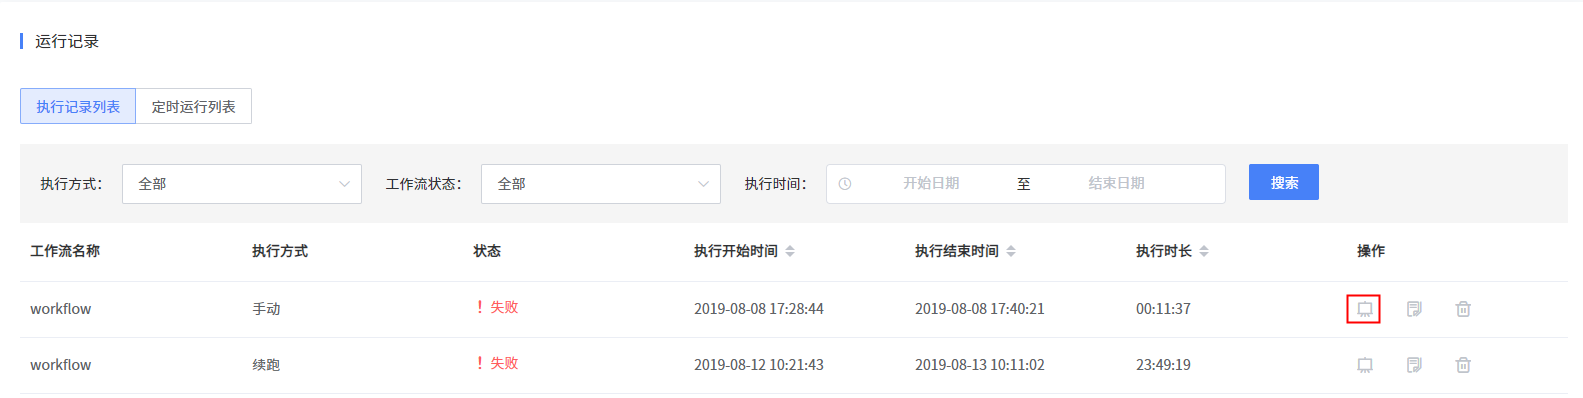 运行记录
执行记录列表 定时运行列表
执行方式： 全部 工作流状态： 全部 执行时间： 开始日期 至 结束日期 搜索
工作流名称 执行方式 状态 执行开始时间 执行结束时间 执行时长 操作
workflow 手动 ! 失败 2019-08-08 17:28:44 2019-08-08 17:40:21 00:11:37
workflow 续跑 ! 失败 2019-08-12 10:21:43 2019-08-13 10:11:02 23:49:19